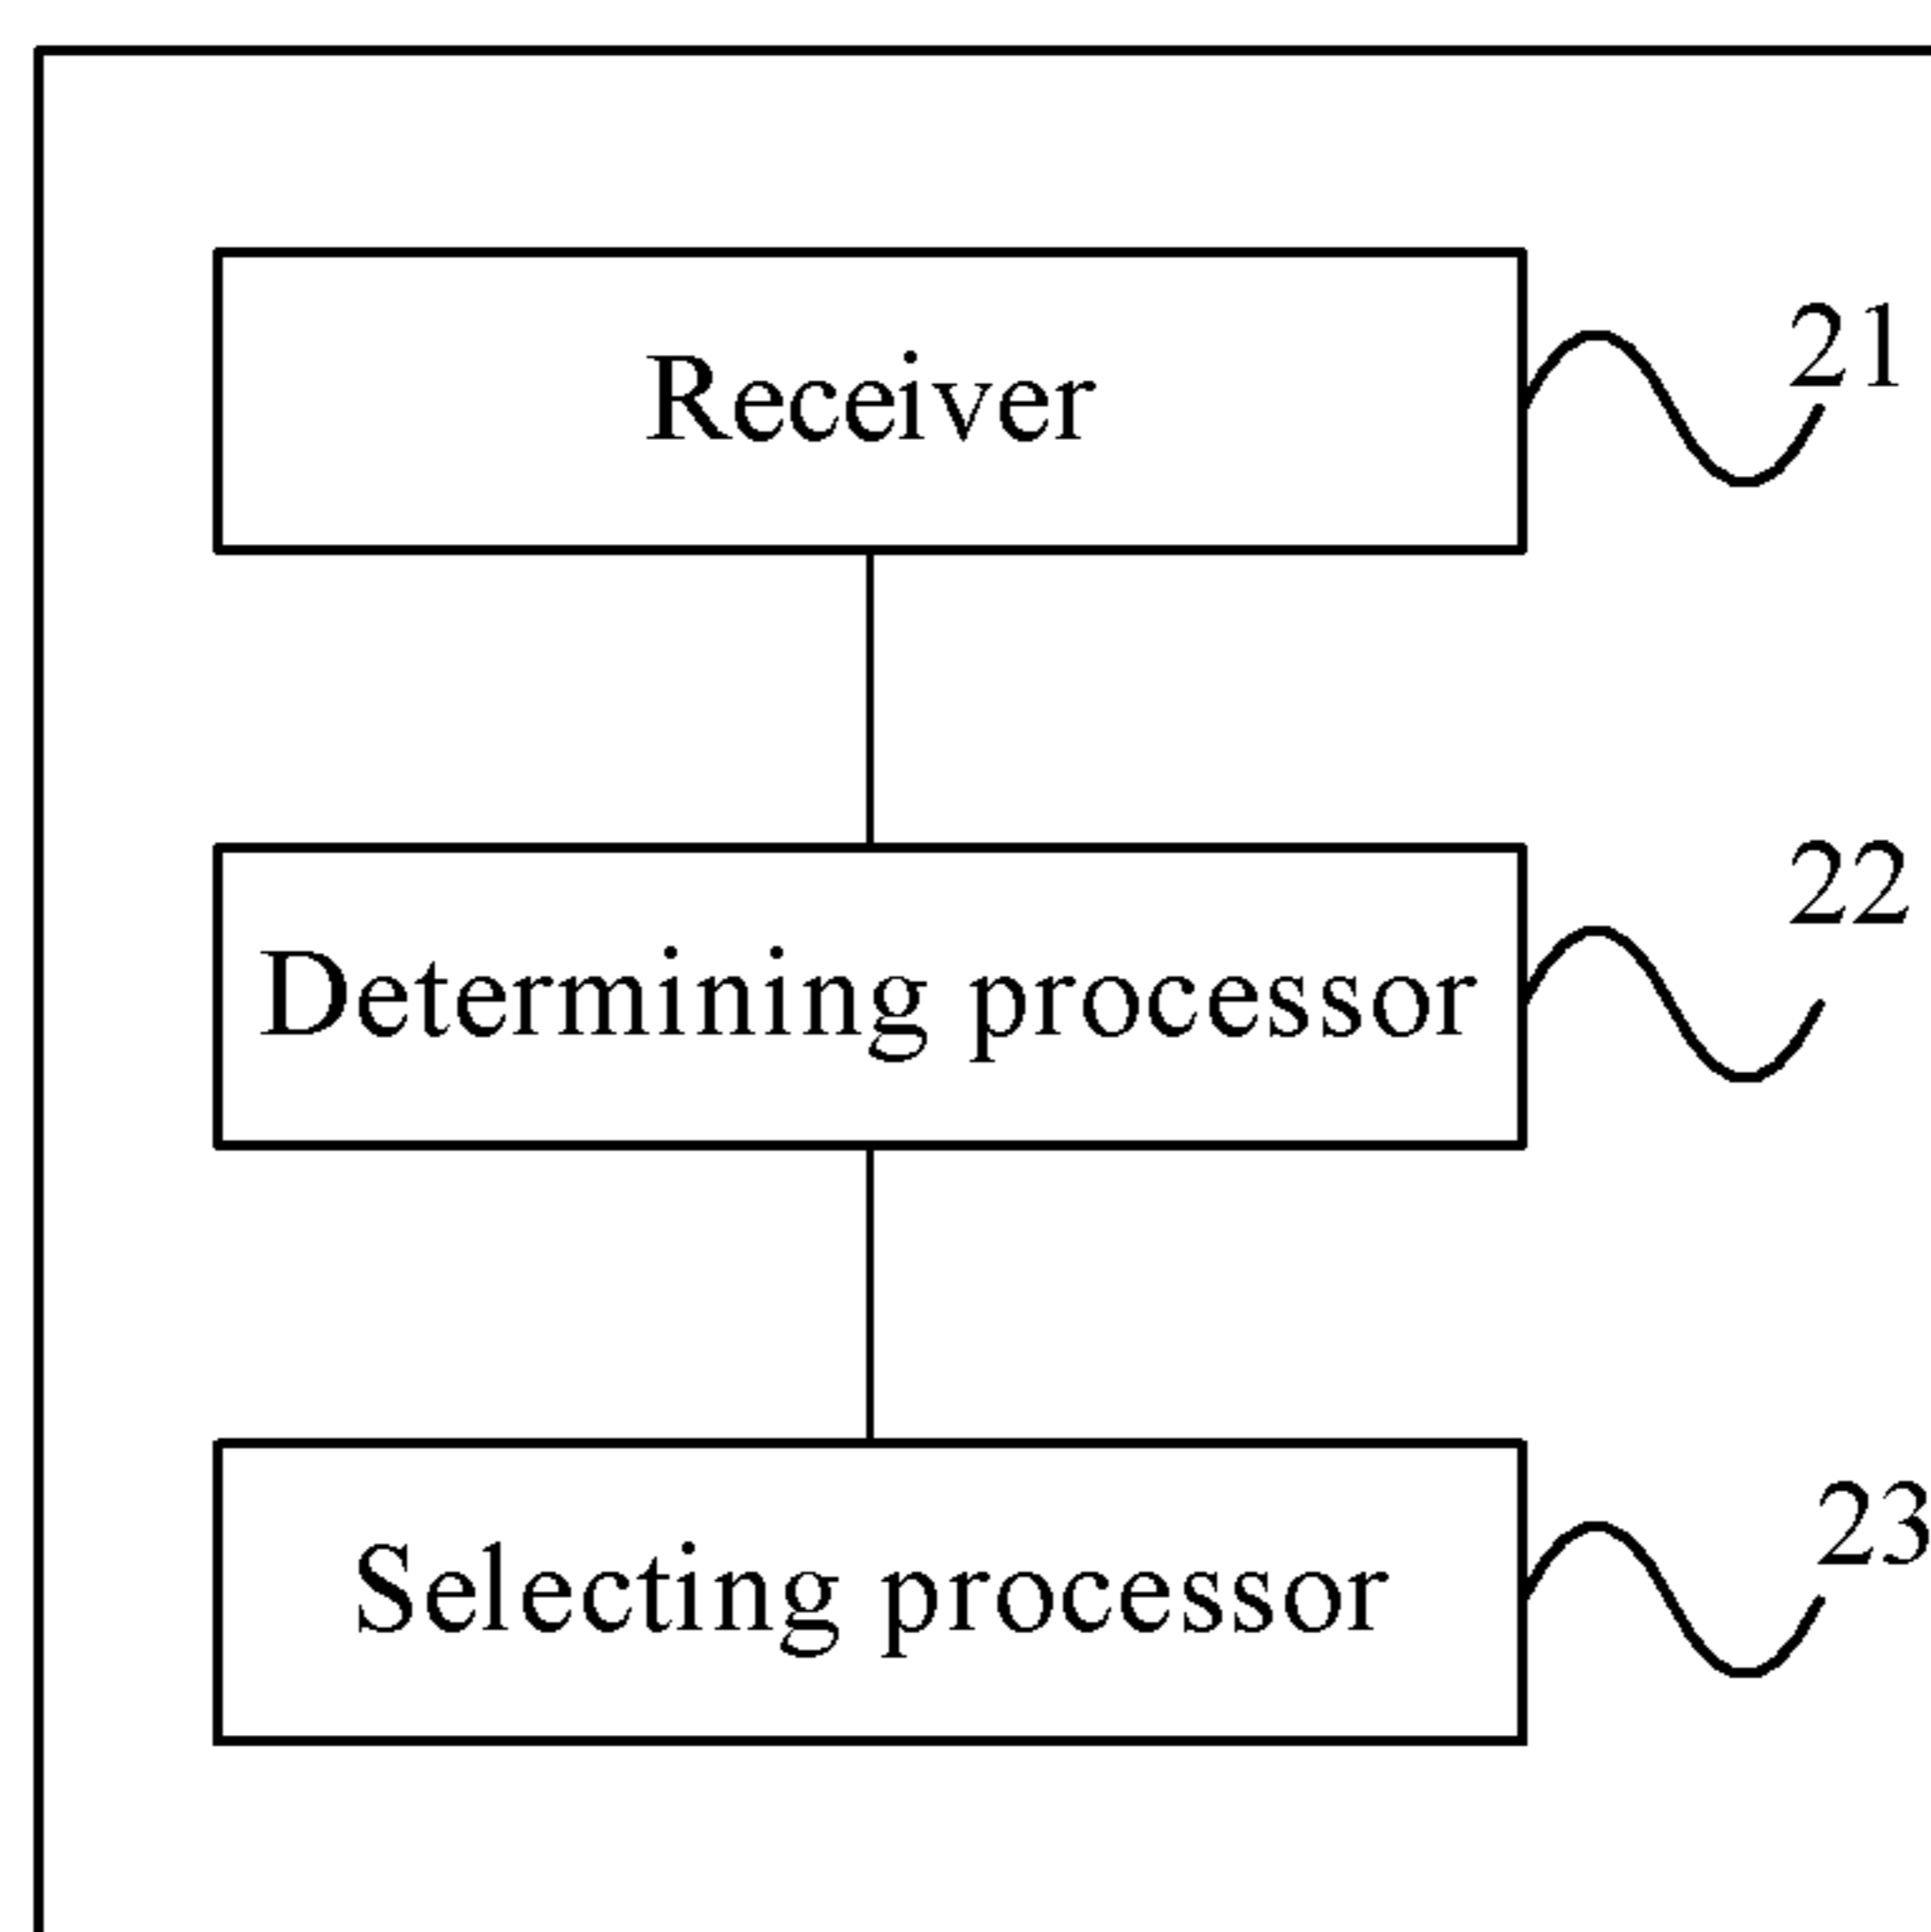 Receiver
21
Determining processor
22
Selecting processor
23